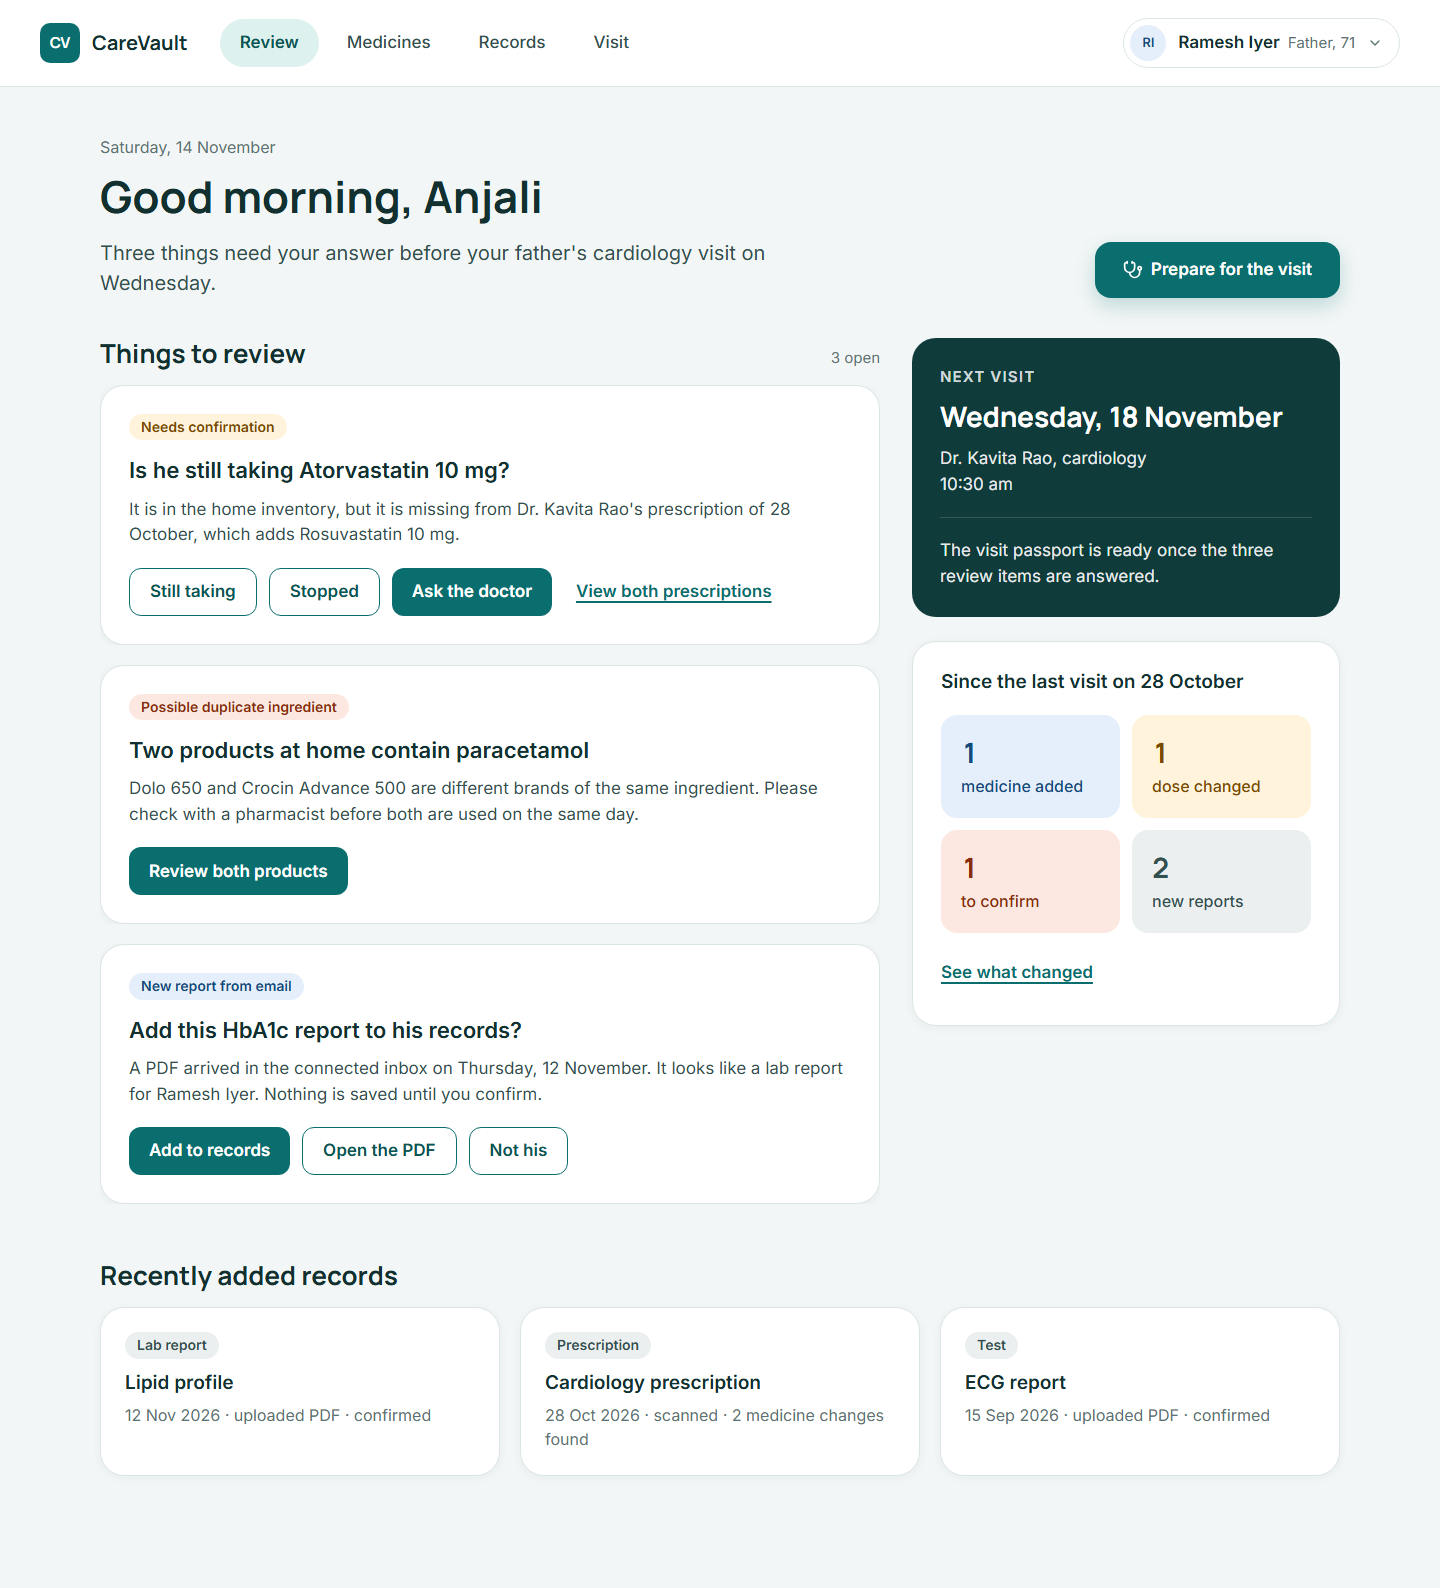 CV CareVault Review Medicines Records Visit RI Ramesh Iyer Father, 71
Saturday, 14 November
Good morning, Anjali
Three things need your answer before your father's cardiology visit on
Wednesday.
Prepare for the visit
Things to review
3 open
Needs confirmation
Is he still taking Atorvastatin 10 mg?
It is in the home inventory, but it is missing from Dr. Kavita Rao's prescription of 28
October, which adds Rosuvastatin 10 mg.
Still taking Stopped Ask the doctor View both prescriptions
Possible duplicate ingredient
Two products at home contain paracetamol
Dolo 650 and Crocin Advance 500 are different brands of the same ingredient. Please
check with a pharmacist before both are used on the same day.
Review both products
New report from email
Add this HbA1c report to his records?
A PDF arrived in the connected inbox on Thursday, 12 November. It looks like a lab report
for Ramesh Iyer. Nothing is saved until you confirm.
Add to records Open the PDF Not his
NEXT VISIT
Wednesday, 18 November
Dr. Kavita Rao, cardiology
10:30 am
The visit passport is ready once the three
review items are answered.
Since the last visit on 28 October
1
medicine added
1
dose changed
1
to confirm
2
new reports
See what changed
Recently added records
Lab report
Lipid profile
12 Nov 2026 · uploaded PDF · confirmed
Prescription
Cardiology prescription
28 Oct 2026 · scanned · 2 medicine changes
found
Test
ECG report
15 Sep 2026 · uploaded PDF · confirmed